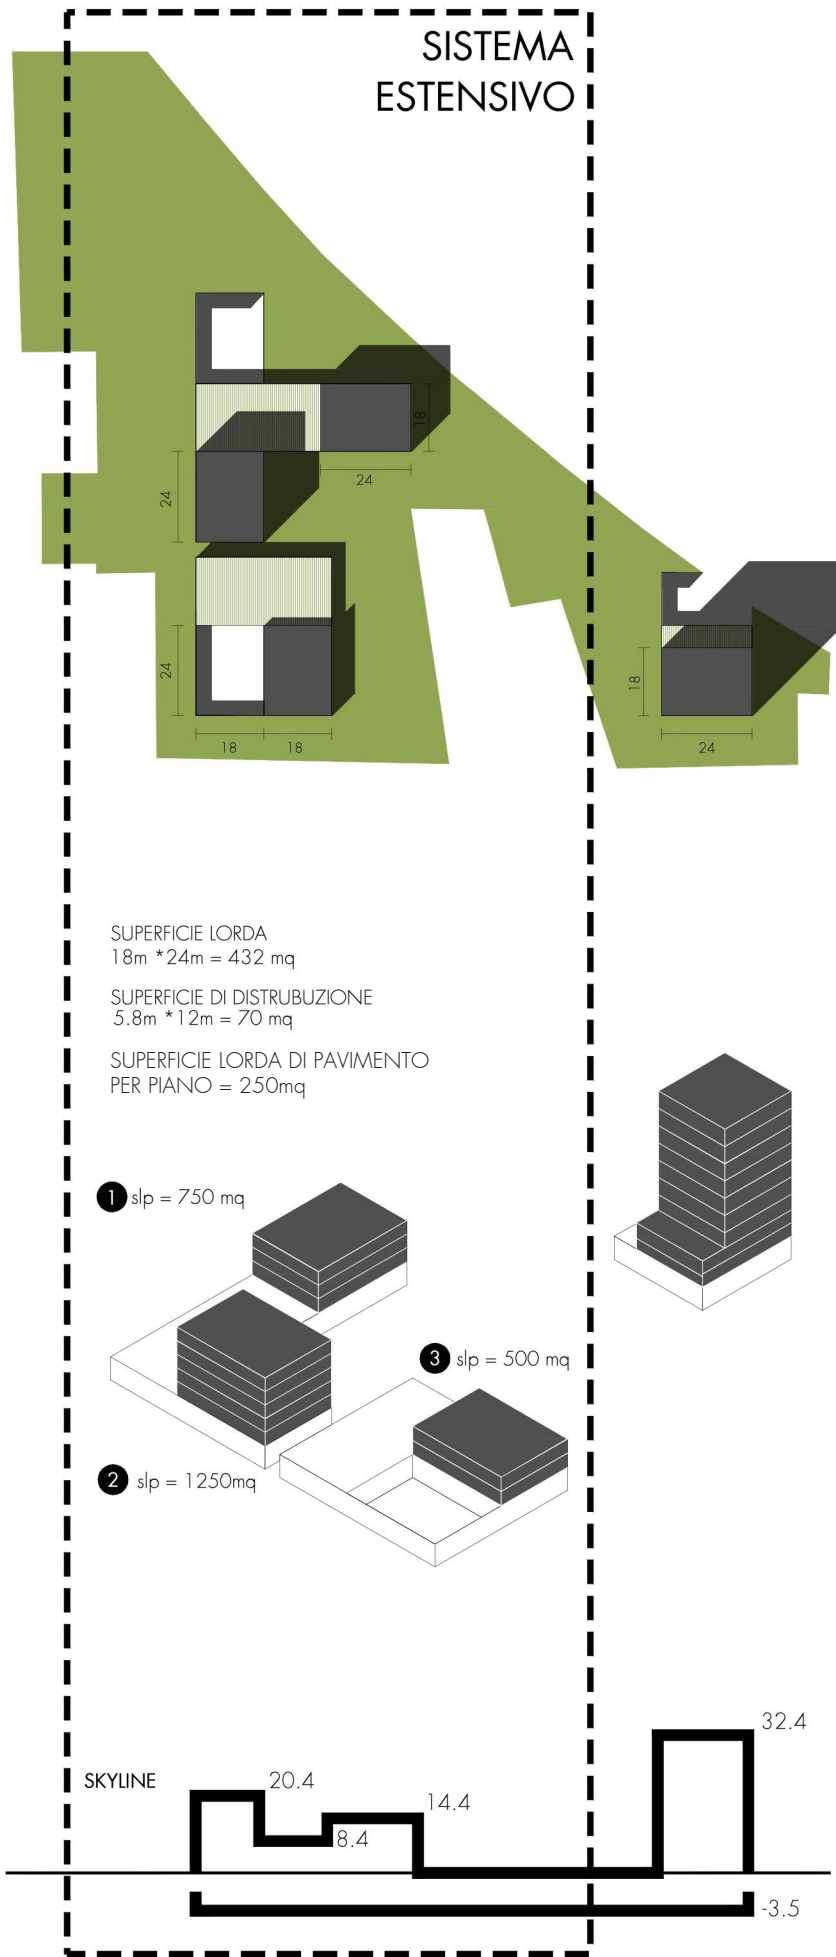 SISTEMA
ESTENSIVO
18
24
24
24
18
18
18
24
SUPERFICIE LORDA
18m *24m = 432 mq
SUPERFICIE DI DISTRUBUZIONE
5.8m *12m = 70 mq
SUPERFICIE LORDA DI PAVIMENTO
PER PIANO = 250mq
1 slp = 750 mq
3 slp = 500 mq
2 slp = 1250mq
32.4
SKYLINE
20.4
14.4
8.4
-3.5